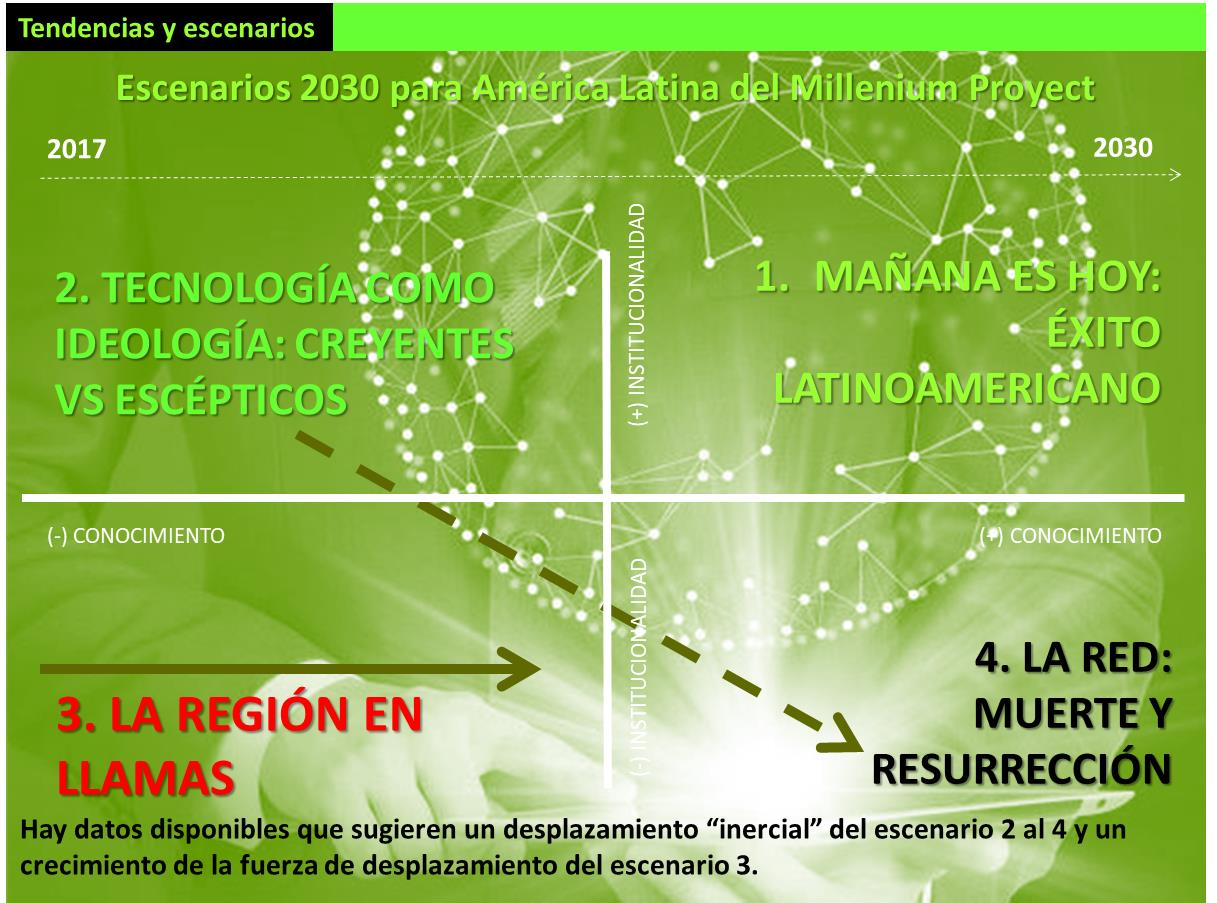 Tendencias y escenarios
Escenarios 2030 para América Latina del Millenium Proyect
2017
2030
(+) INSTITUCIONALIDAD
2. TECNOLOGÍA COMO
IDEOLOGÍA: CREYENTES
VS ESCÉPTICOS
1. MAÑANA ES HOY:
ÉXITO
LATINOAMERICANO
(-) CONOCIMIENTO
(+) CONOCIMIENTO
(-) INSTITUCIONALIDAD
3. LA REGIÓN EN
LLAMAS
4. LA RED:
MUERTE Y
RESURRECCIÓN
Hay datos disponibles que sugieren un desplazamiento “inercial” del escenario 2 al 4 y un
crecimiento de la fuerza de desplazamiento del escenario 3.